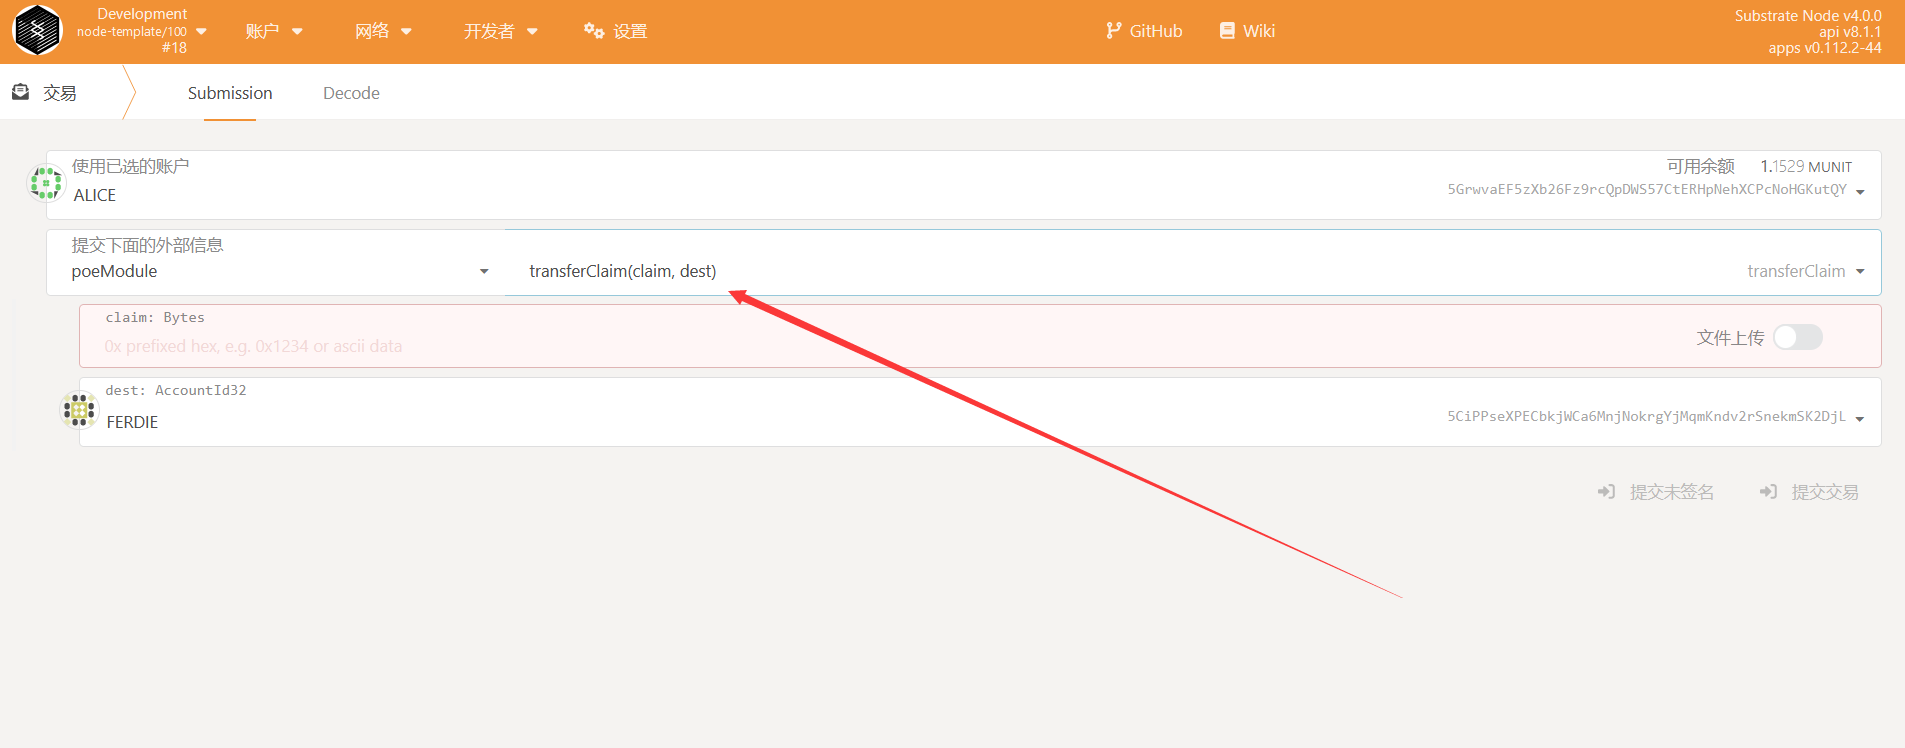 Development
node-template/100
#18
账户
网络
开发者
设置
GitHub
Wiki
Substrate Node v4.0.0
api v8.1.1
apps v0.112.2-44
交易
Submission
Decode
使用已选的账户
可用余额 1.1529 MUNIT
ALICE
5GrwvaEF5zXb26Fz9rcQpDWS57CtERHpNehXCPcNoHGKutQY
提交下面的外部信息
poeModule
transferClaim(claim, dest)
transferClaim
claim: Bytes
0x prefixed hex, e.g. 0x1234 or ascii data
文件上传
dest: AccountId32
FERDIE
5CiPPseXPECbkjWCa6MnjNokrgYjMqmKndv2rSnekmSK2DjL
提交未签名
提交交易